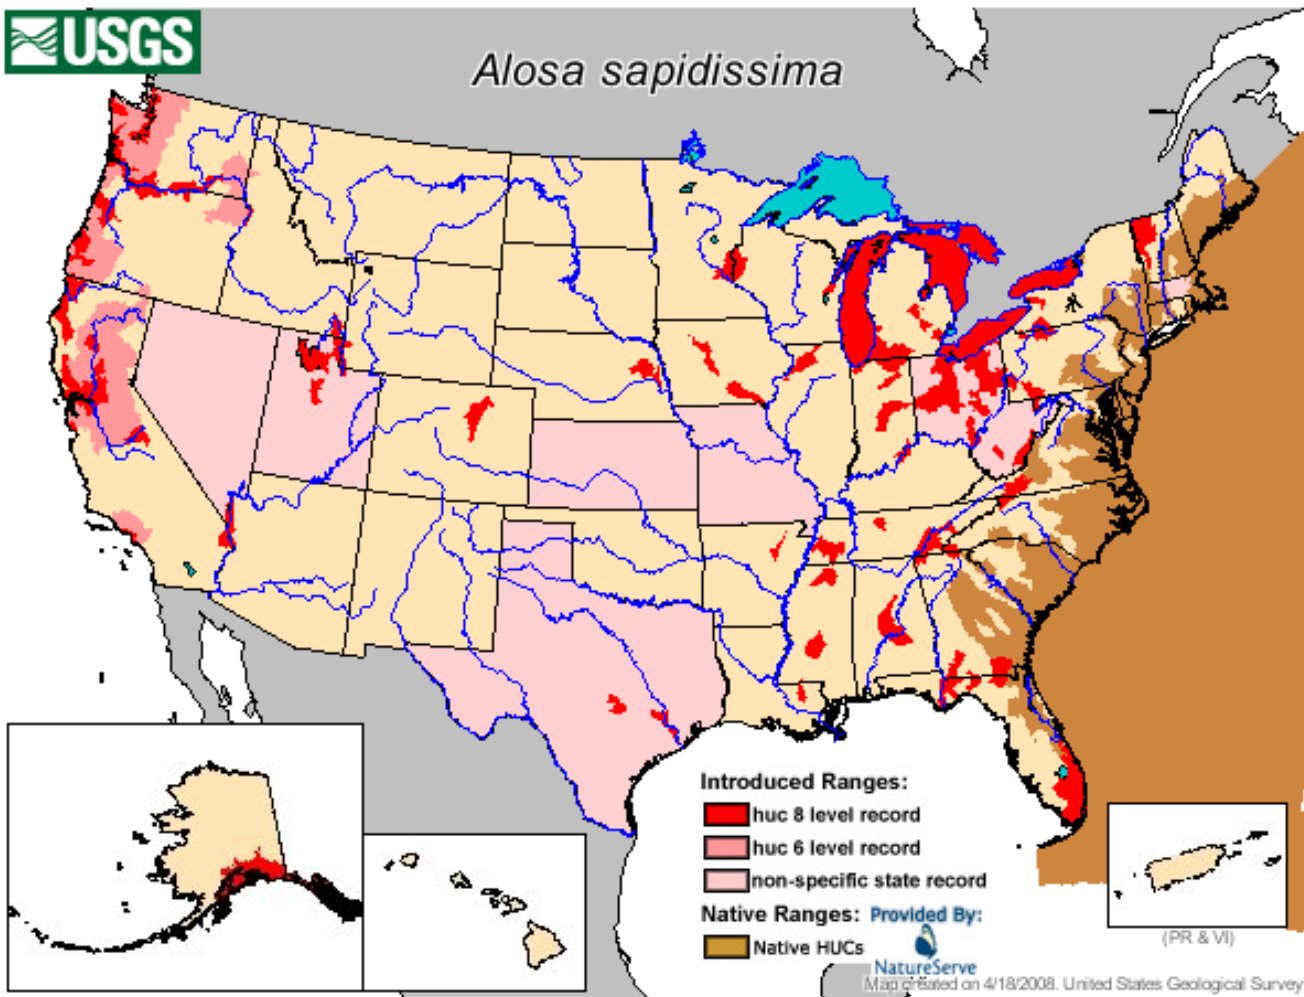 USGS
Alosa sapidissima
Introduced Ranges:
huc 8 level record
huc 6 level record
non-specific state record
Native Ranges: Provided By:
Native HUCs
NatureServe
(PR & VI)
Map created on 4/18/2008. United States Geological Survey